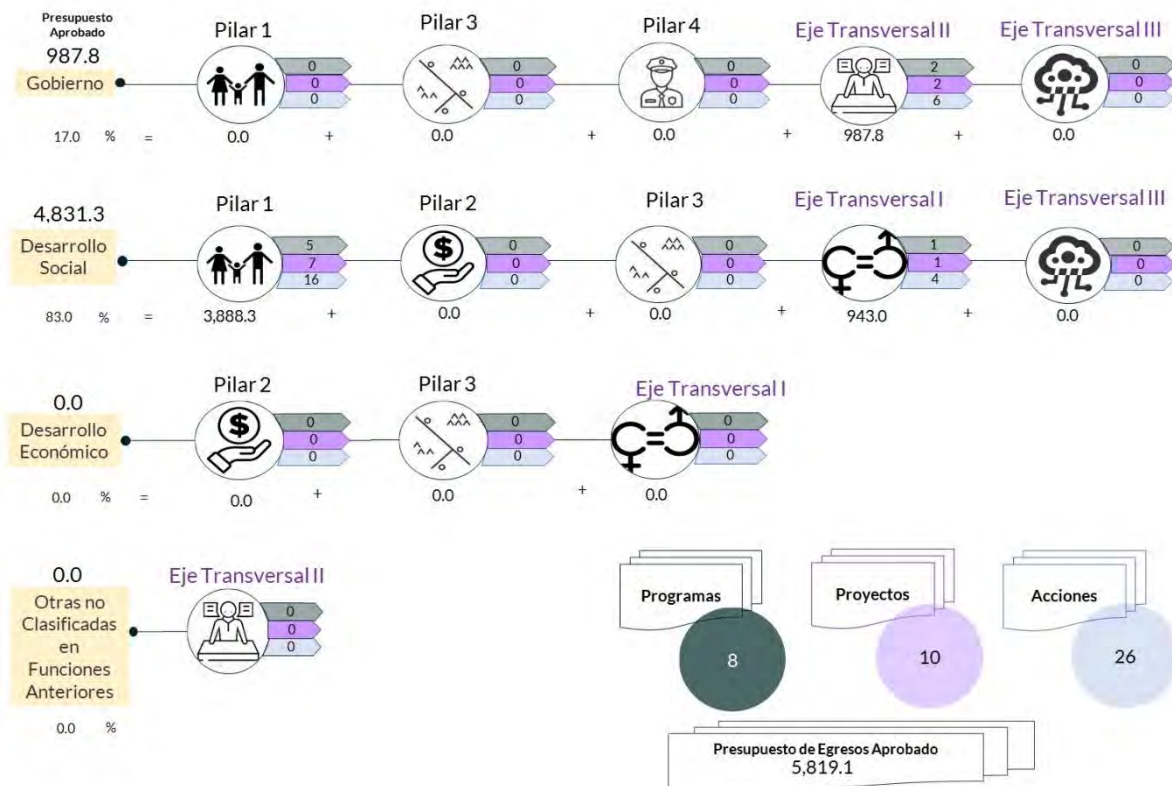 Presupuesto
Aprobado
987.8
Gobierno
17.0 % =
Pilar 1
0
0
0
0.0
+
Pilar 3
0
0
0
0.0
+
Pilar 4
0
0
0
0.0
+
Eje Transversal II
2
2
6
987.8
+
Eje Transversal III
0
0
0
0.0
4,831.3
Desarrollo
Social
83.0 % =
Pilar 1
5
7
16
3,888.3
+
Pilar 2
0
0
0
0.0
+
Pilar 3
0
0
0
0.0
+
Eje Transversal I
1
1
4
943.0
+
Eje Transversal III
0
0
0
0.0
0.0
Desarrollo
Económico
0.0 % =
Pilar 2
$
0
0
0
0.0
+
Pilar 3
0
0
0
0.0
+
Eje Transversal I
0
0
0
0.0
0.0
Otras no
Clasificadas
en
Funciones
Anteriores
0.0 %
Eje Transversal II
0
0
0
Programas
8
Proyectos
10
Acciones
26
Presupuesto de Egresos Aprobado
5,819.1